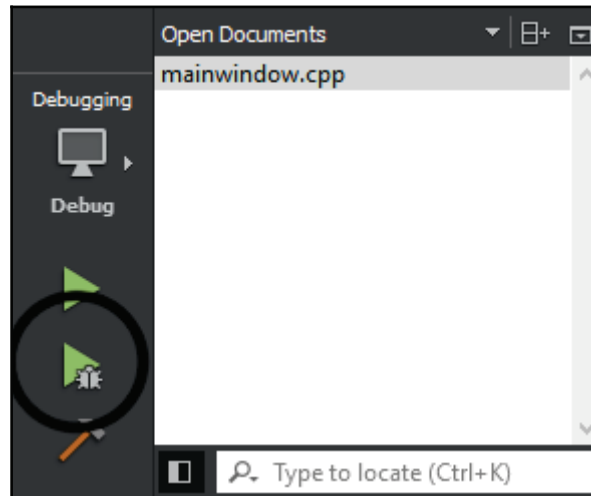 Open Documents
mainwindow.cpp
Debugging
Debug
Type to locate (Ctrl+K)